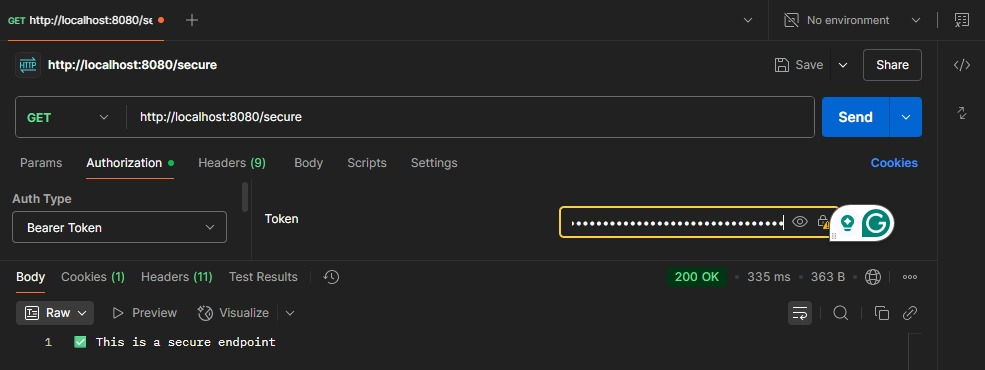 GET http://localhost:8080/se
No environment
HTTP http://localhost:8080/secure
Save
Share
GET
http://localhost:8080/secure
Send
Params
Authorization
Headers (9)
Body
Scripts
Settings
Cookies
Auth Type
Bearer Token
Token
Body
Cookies (1)
Headers (11)
Test Results
200 OK
335 ms
363 B
Raw
Preview
Visualize
1
✅ This is a secure endpoint